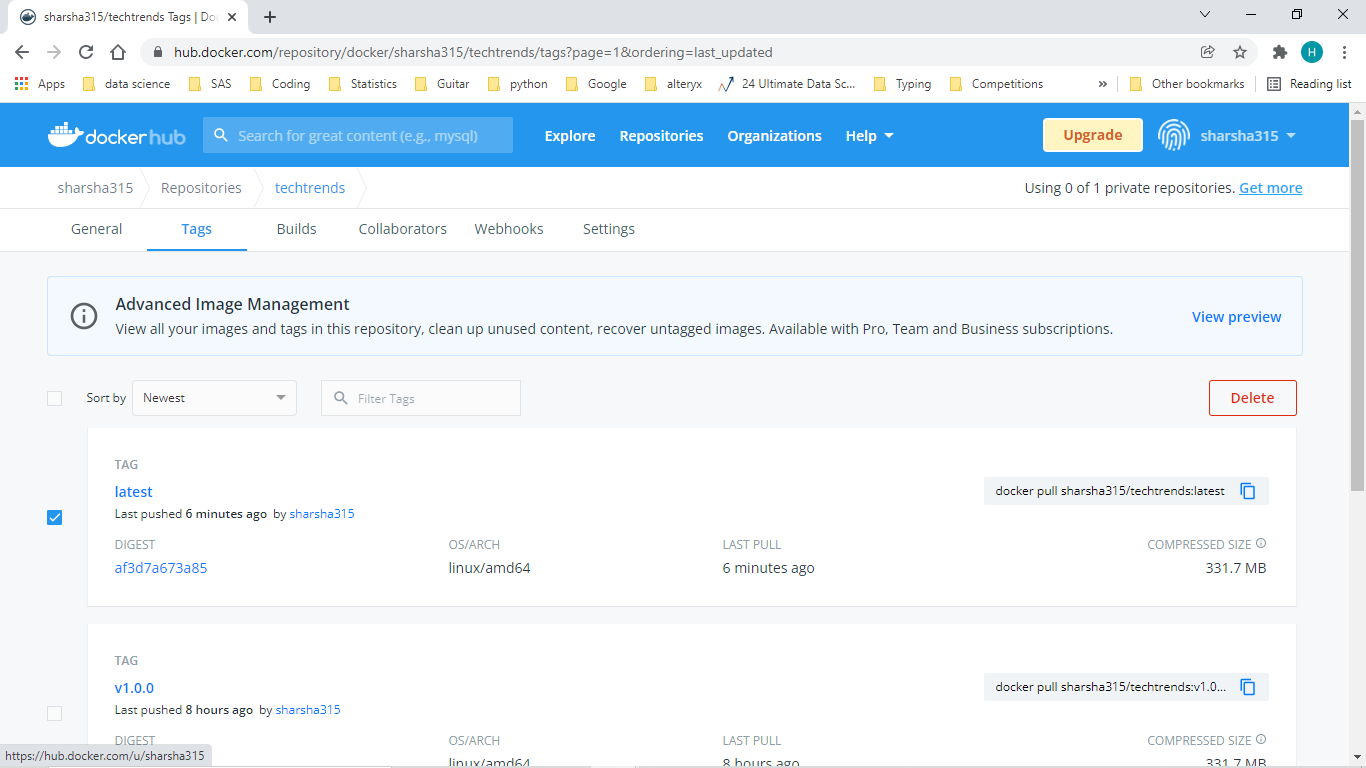 sharsha315/techtrends Tags | Do
hub.docker.com/repository/docker/sharsha315/techtrends/tags?page=1&ordering=last_updated
H
Apps data science SAS Coding Statistics Guitar python Google alteryx 24 Ultimate Data Sc... Typing Competitions » Other bookmarks Reading list
docker hub Search for great content (e.g., mysql) Explore Repositories Organizations Help Upgrade sharsha315
sharsha315 Repositories techtrends Using 0 of 1 private repositories. Get more
General Tags Builds Collaborators Webhooks Settings
Advanced Image Management
View all your images and tags in this repository, clean up unused content, recover untagged images. Available with Pro, Team and Business subscriptions.
View preview
Sort by Newest Filter Tags Delete
TAG
latest docker pull sharsha315/techtrends:latest
Last pushed 6 minutes ago by sharsha315
DIGEST OS/ARCH LAST PULL COMPRESSED SIZE
af3d7a673a85 linux/amd64 6 minutes ago 331.7 MB
TAG
v1.0.0 docker pull sharsha315/techtrends:v1.0...
Last pushed 8 hours ago by sharsha315
DIGEST OS/ARCH LAST PULL COMPRESSED SIZE
linux/amd64 8 hours ago 331.7 MB
https://hub.docker.com/u/sharsha315